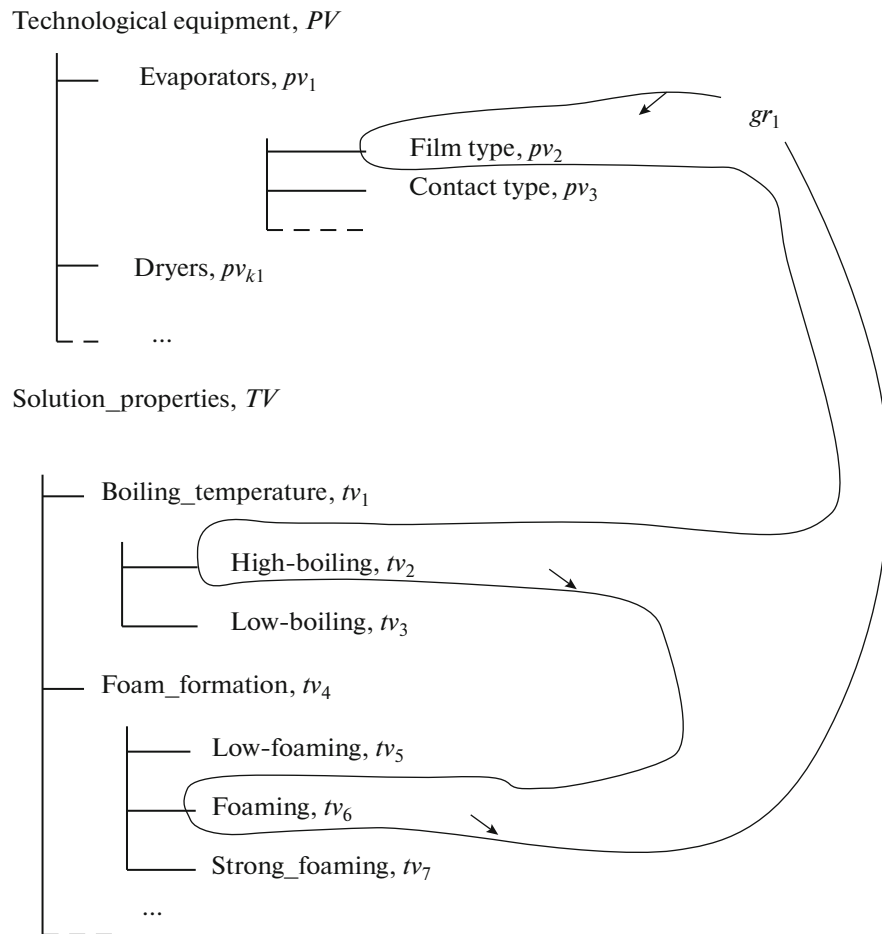 Technological equipment, PV
Evaporators, pv₁
gr₁
Film type, pv₂
Contact type, pv₃
Dryers, pvₖ₁
...
Solution_properties, TV
Boiling_temperature, tv₁
High-boiling, tv₂
Low-boiling, tv₃
Foam_formation, tv₄
Low-foaming, tv₅
Foaming, tv₆
Strong_foaming, tv₇
...